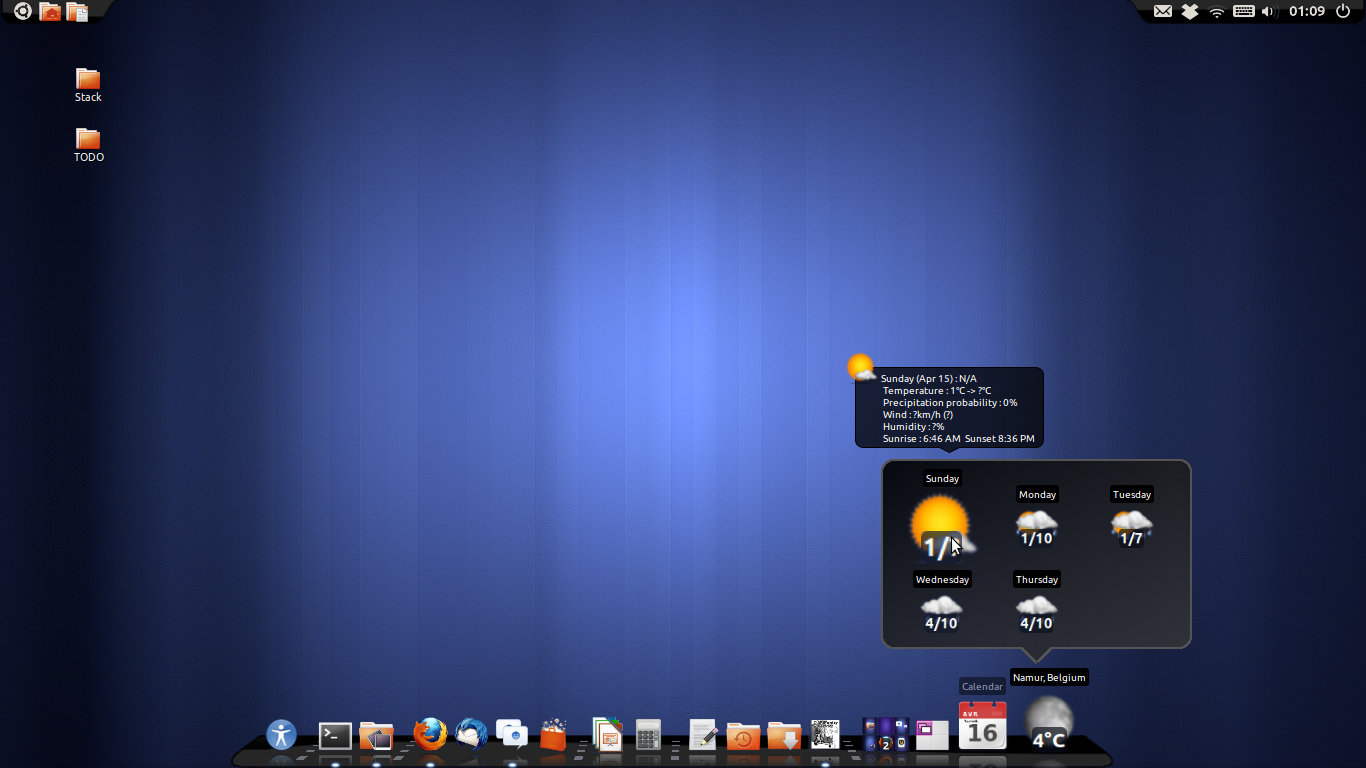 01:09
Stack
TODO
Sunday (Apr 15) : N/A
Temperature : 1°C -> ?°C
Precipitation probability : 0%
Wind : ?km/h (?)
Humidity : ?%
Sunrise : 6:46 AM Sunset 8:36 PM
Sunday
Monday
Tuesday
1/
1/10
1/7
Wednesday
Thursday
4/10
4/10
Namur, Belgium
Calendar
AVR
16
4°C
>_
2